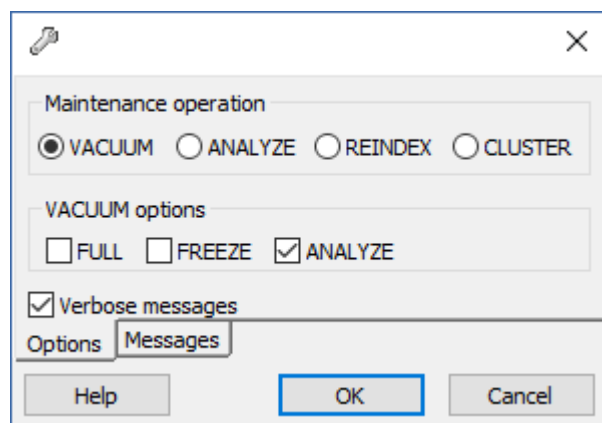 Maintenance operation
VACUUM ANALYZE REINDEX CLUSTER
VACUUM options
FULL FREEZE ANALYZE
Verbose messages
Options Messages
Help OK Cancel